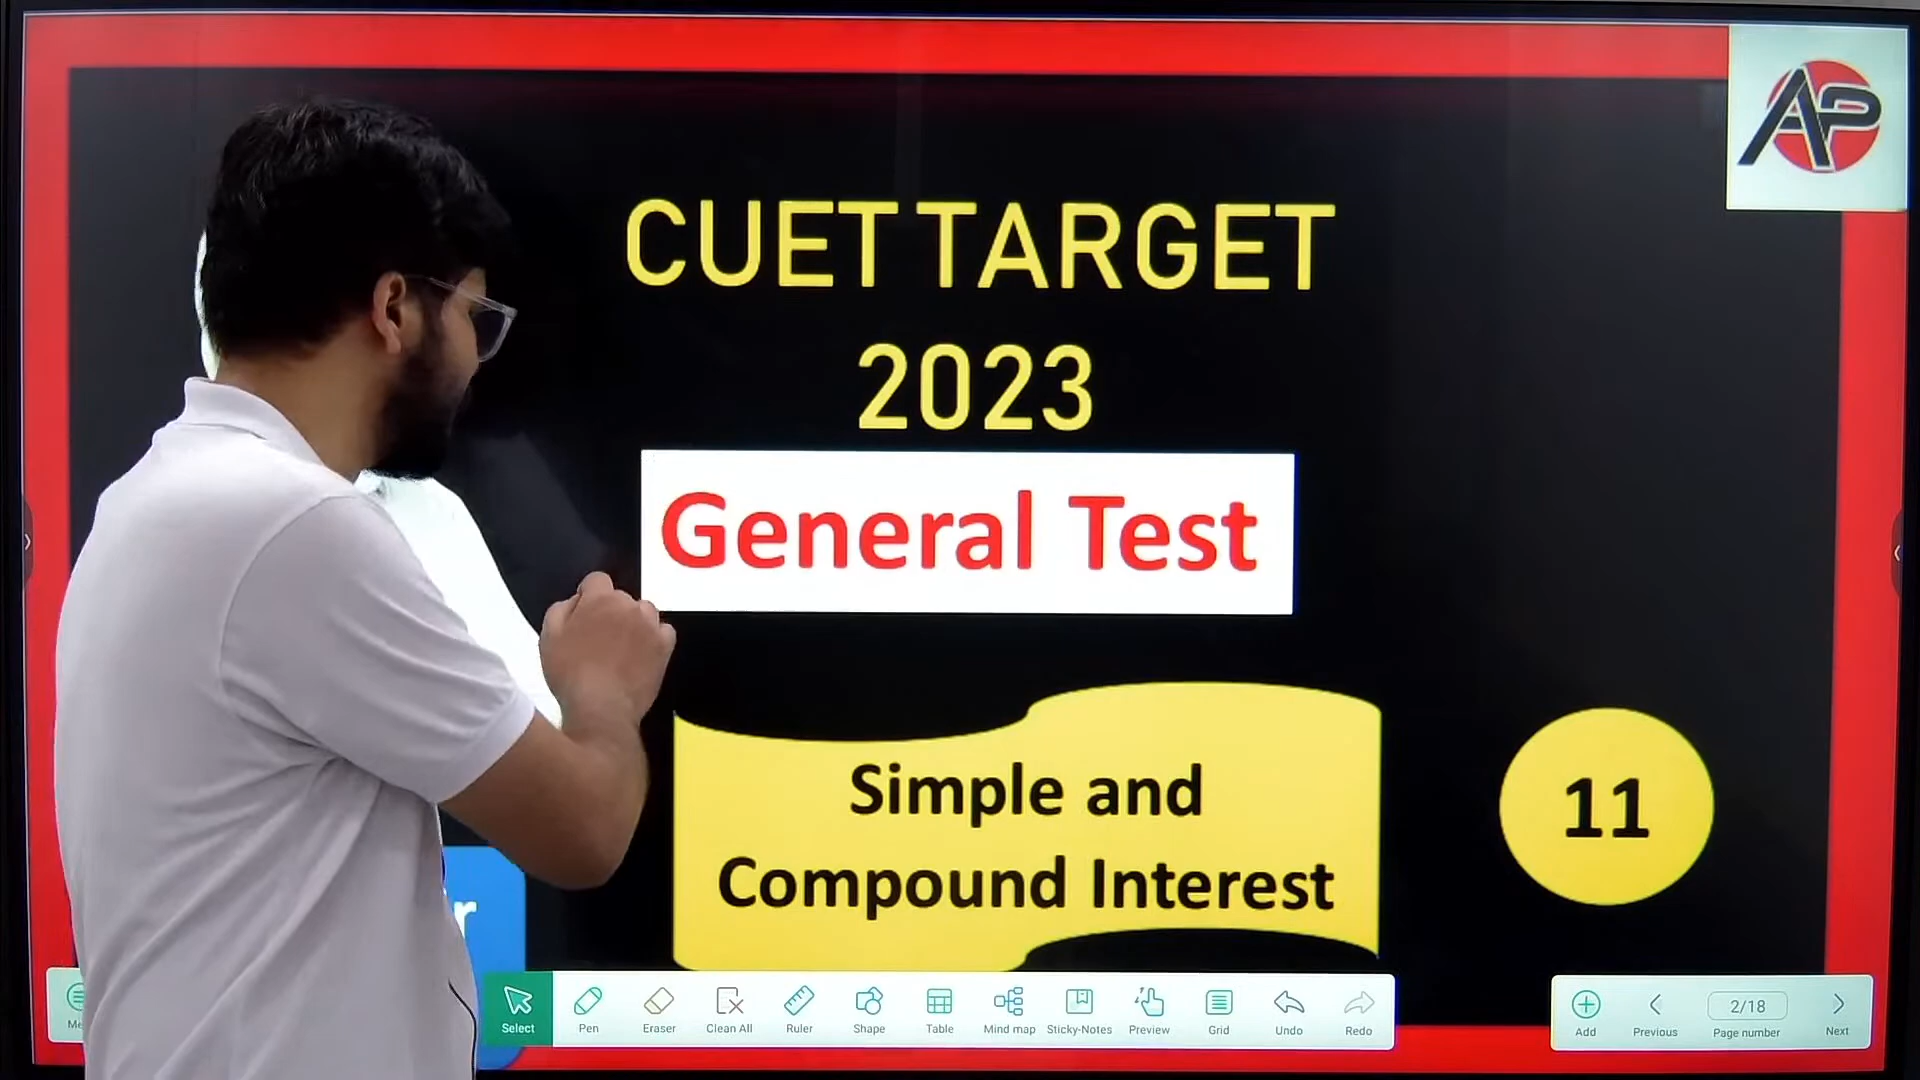 AP
CUET TARGET
2023
General Test
Simple and
Compound Interest
11
r
Select
Pen
Eraser
Clean All
Ruler
Shape
Table
Mind map
Sticky-Notes
Preview
Grid
Undo
Redo
Add
Previous
2/18
Page number
Next